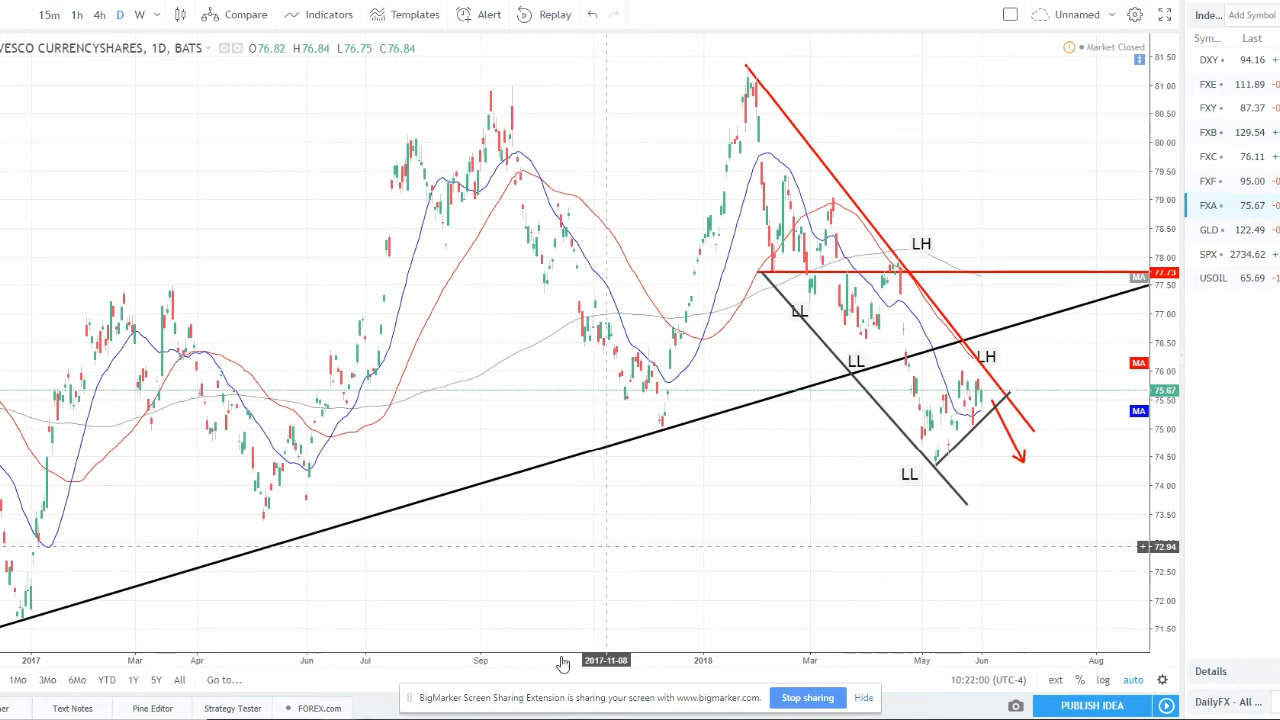 15m 1h 4h D W Compare Indicators Templates Alert Replay Unnamed
Inde... Add Symbol
VESCO CURRENCYSHARES, 1D, BATS O76.82 H76.84 L76.75 C76.84
Market Closed
Sym... Last
DXY 94.16 +
FXE 111.89 -0
FXY 87.37 -0
FXB 129.54 +
FXC 76.11 -0
FXF 95.00 -0
FXA 75.67 -0
GLD 122.49 -0
SPX 2734.62 +
USOIL 65.69 -1
81.50
81.00
80.50
80.00
79.50
79.00
78.50
78.00
77.73
MA
77.50
77.00
76.50
MA
76.00
75.67
75.50
MA
75.00
74.50
74.00
73.50
72.94
72.50
72.00
71.50
LH
LL
LL
LH
LL
2017 Mar Apr Jun Jul Sep 2017-11-08 2018 Mar May Jun Aug
1Mo 3Mo 6Mo YTD 1Y 5Y All Go to... 10:22:00 (UTC-4) ext % log auto
Details
BigMarker Screen Sharing Extension is sharing your screen with www.bigmarker.com. Stop sharing Hide
Pine Editor Strategy Tester FOREX.com PUBLISH IDEA
DailyFX - All ...